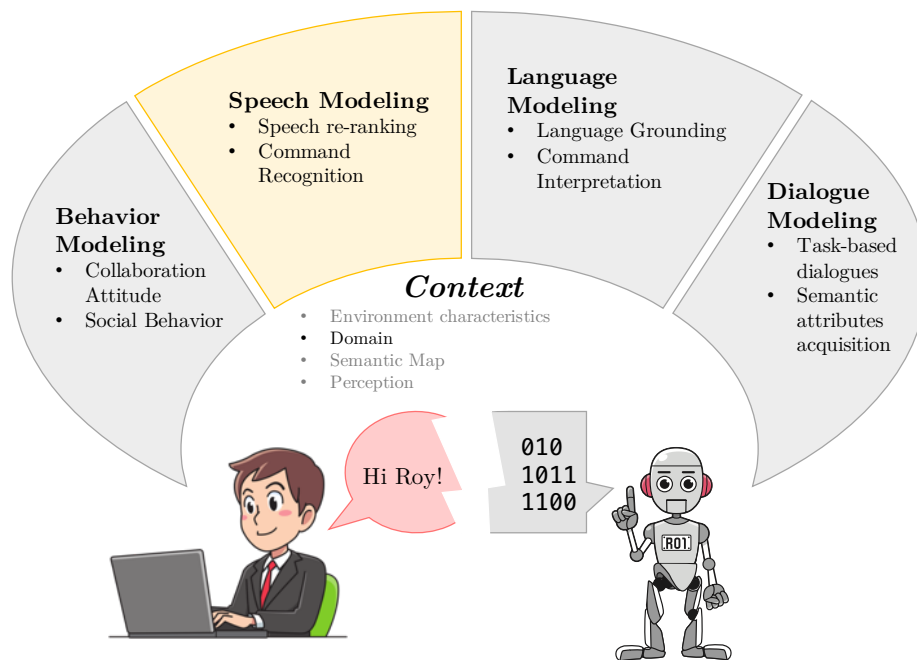 Behavior
Modeling
• Collaboration
Attitude
• Social Behavior
Speech Modeling
• Speech re-ranking
• Command
Recognition
Language
Modeling
• Language Grounding
• Command
Interpretation
Dialogue
Modeling
• Task-based
dialogues
• Semantic
attributes
acquisition
Context
• Environment characteristics
• Domain
• Semantic Map
• Perception
Hi Roy!
010
1011
1100
R01